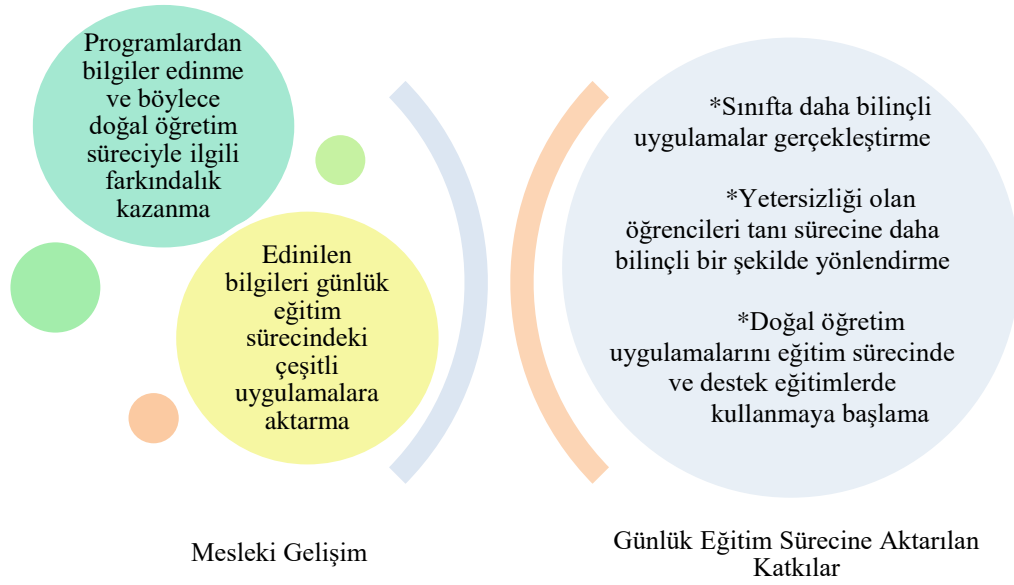 Programlardan
bilgiler edinme
ve böylece
doğal öğretim
süreciyle ilgili
farkındalık
kazanma
Edinilen
bilgileri günlük
eğitim
sürecindeki
çeşitli
uygulamalara
aktarma
*Sınıfta daha bilinçli
uygulamalar gerçekleştirme
*Yetersizliği olan
öğrencileri tanı sürecine daha
bilinçli bir şekilde yönlendirme
*Doğal öğretim
uygulamalarını eğitim sürecinde
ve destek eğitimlerde
kullanmaya başlama
Mesleki Gelişim
Günlük Eğitim Sürecine Aktarılan
Katkılar